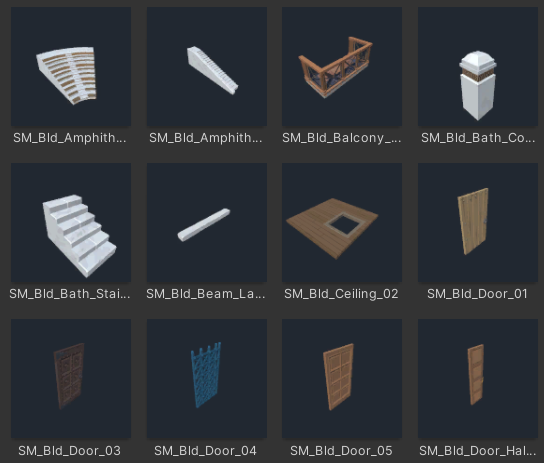 SM_Bld_Amphith...
SM_Bld_Amphith...
SM_Bld_Balcony_...
SM_Bld_Bath_Co...
SM_Bld_Bath_Stai...
SM_Bld_Beam_La...
SM_Bld_Ceiling_02
SM_Bld_Door_01
SM_Bld_Door_03
SM_Bld_Door_04
SM_Bld_Door_05
SM_Bld_Door_Hal...